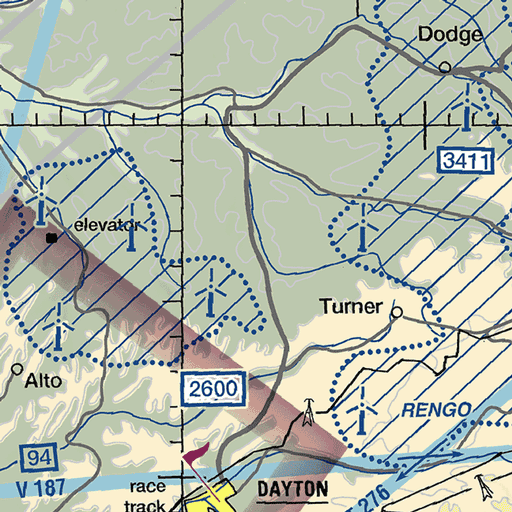 Dodge
3411
elevator
Turner
Alto
2600
RENGO
94
V 187
276
race
track
DAYTON